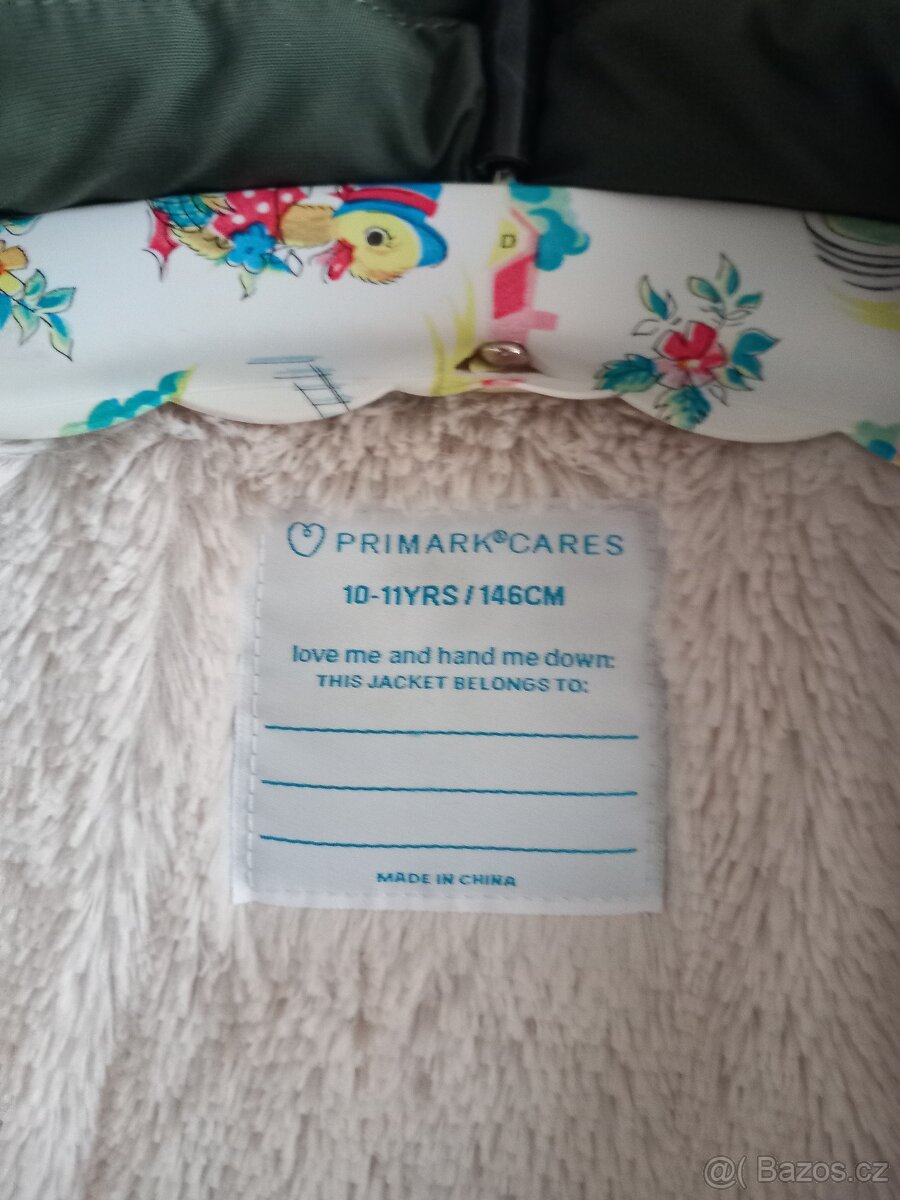 D
PRIMARK®CARES
10-11YRS / 146CM
love me and hand me down:
THIS JACKET BELONGS TO:
MADE IN CHINA
@( Bazos.cz